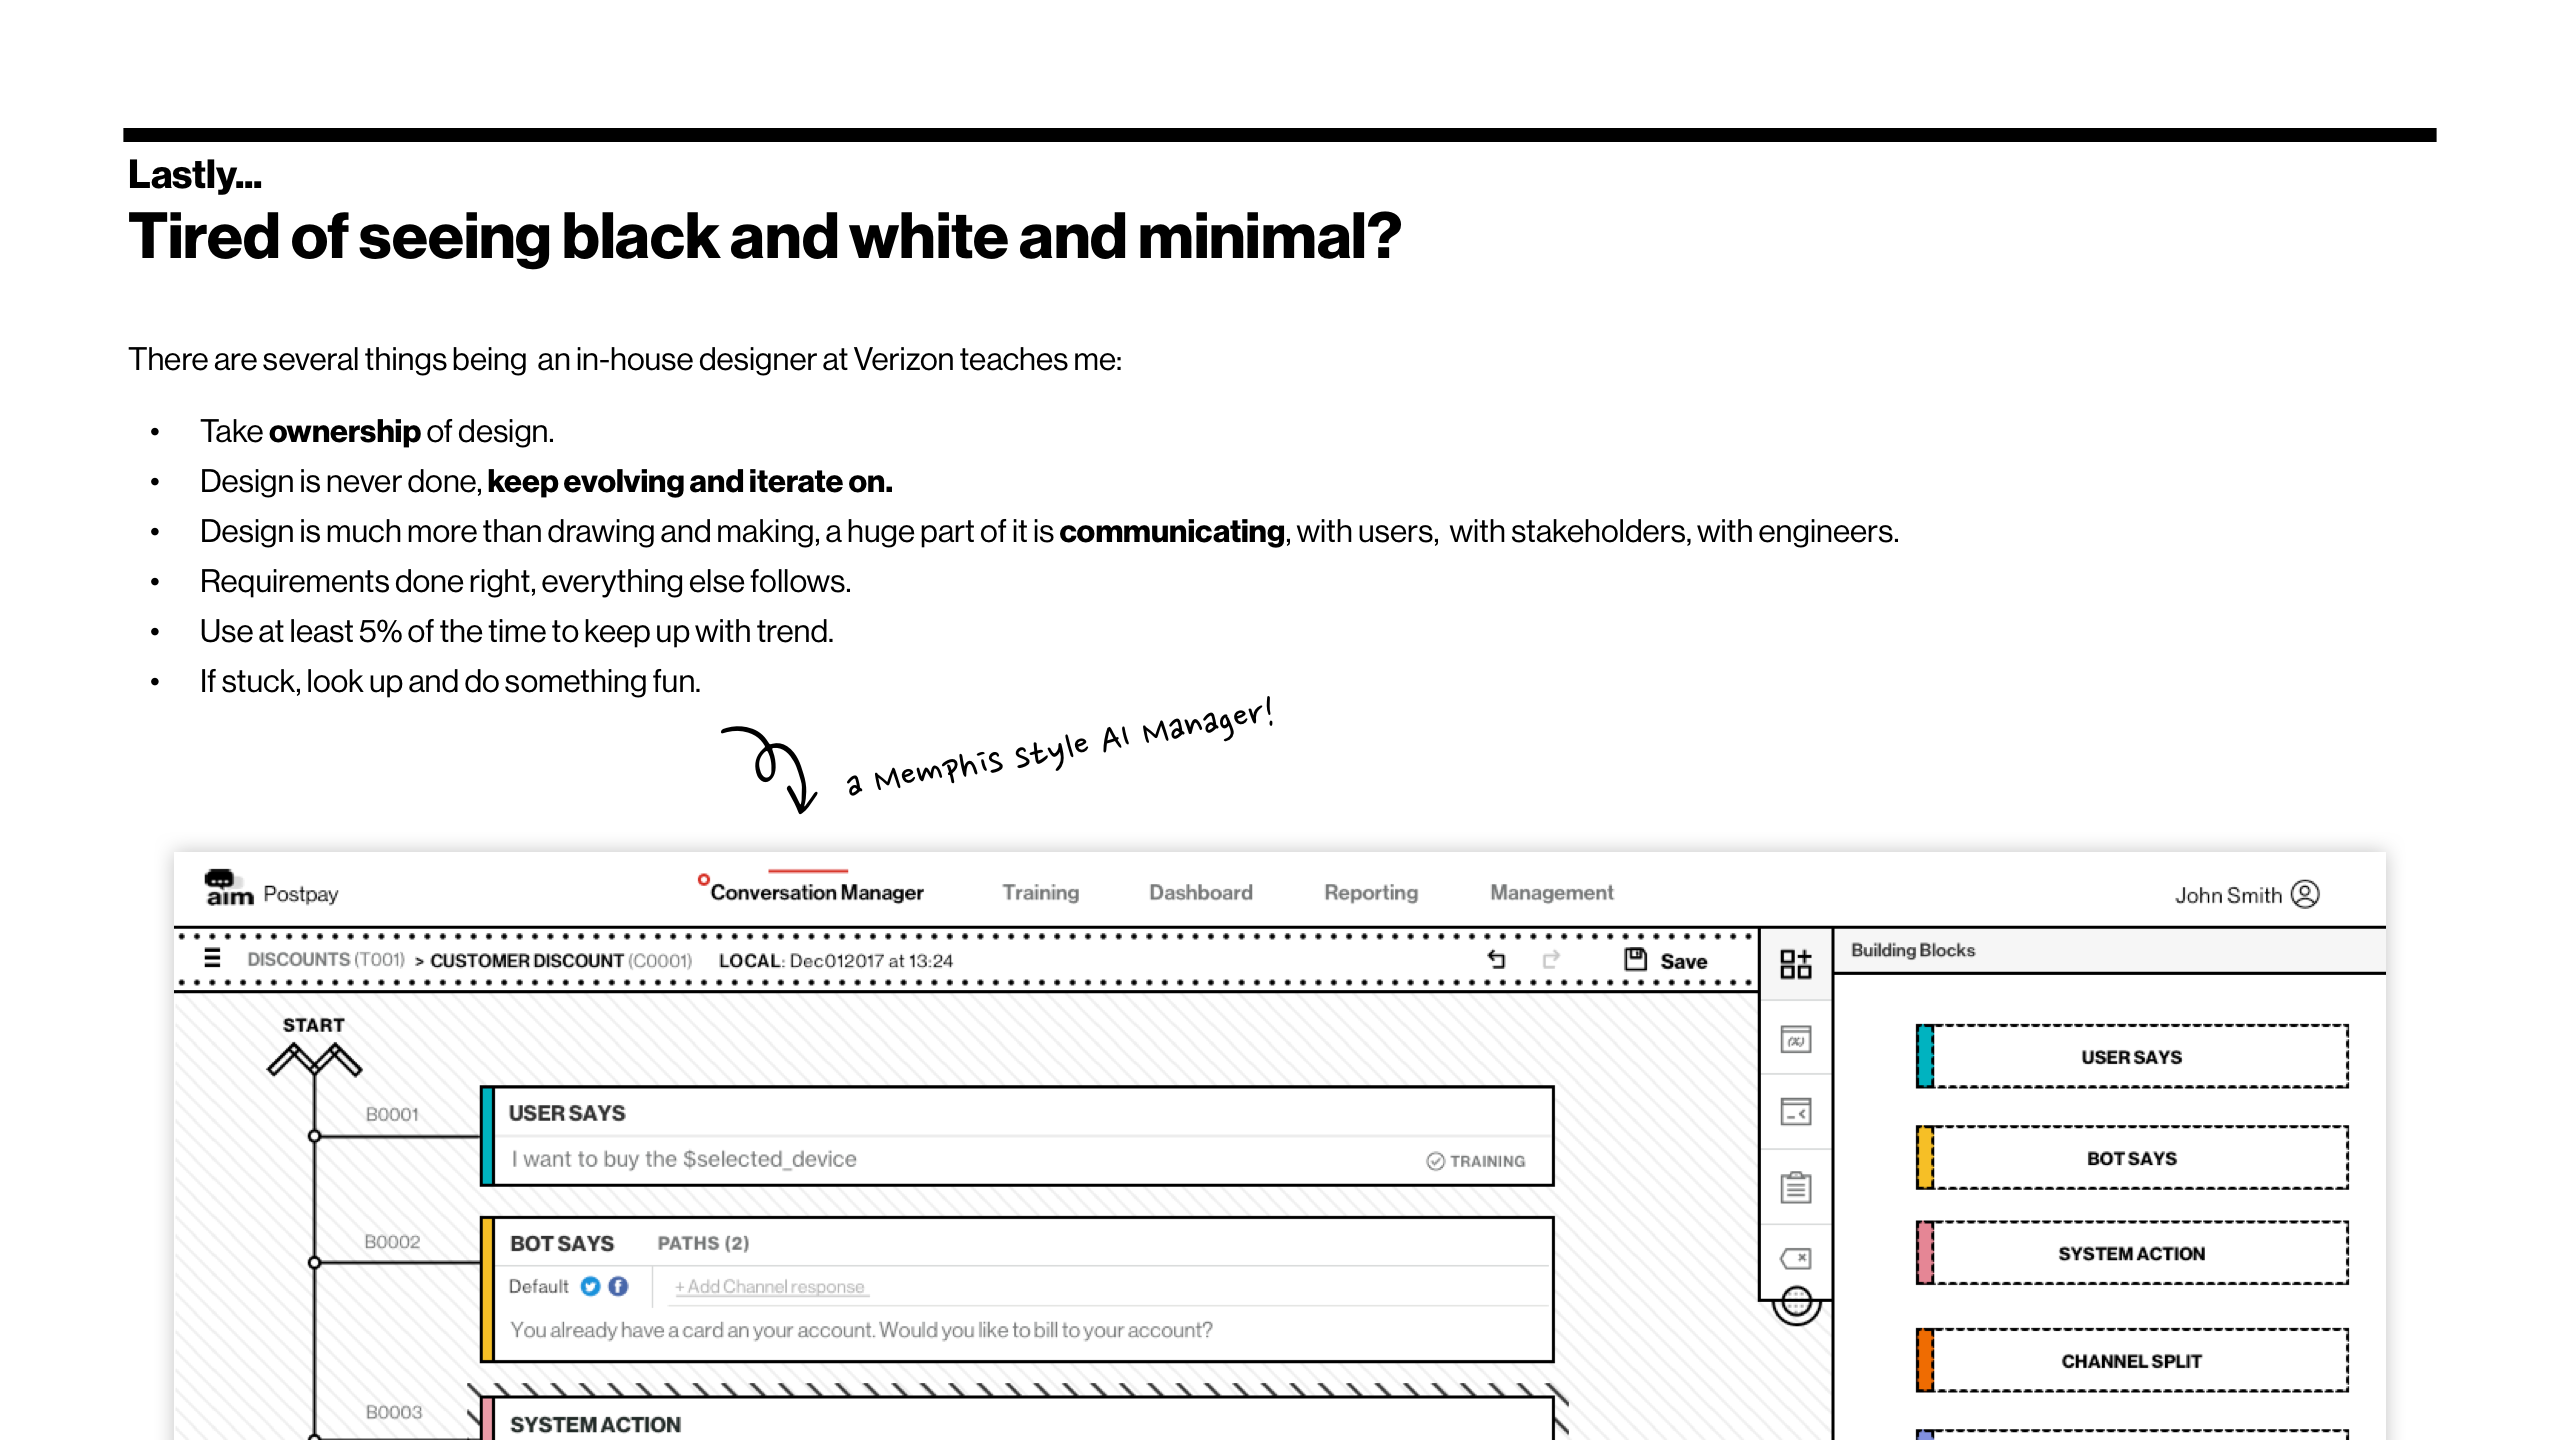 Lastly...
Tired of seeing black and white and minimal?
There are several things being  an in-house designer at Verizon teaches me:
• Take ownership of design.
• Design is never done, keep evolving and iterate on.
• Design is much more than drawing and making, a huge part of it is communicating, with users,  with stakeholders, with engineers.
• Requirements done right, everything else follows.
• Use at least 5% of the time to keep up with trend.
• If stuck, look up and do something fun.
a Memphis Style AI Manager!
aim Postpay Conversation Manager Training Dashboard Reporting Management John Smith
DISCOUNTS (T001) > CUSTOMER DISCOUNT (C0001) LOCAL: Dec012017 at 13:24 Save
Building Blocks
START
B0001
USER SAYS
I want to buy the $selected_device TRAINING
B0002
BOT SAYS PATHS (2)
Default + Add Channel response
You already have a card an your account. Would you like to bill to your account?
B0003
SYSTEM ACTION
USER SAYS
BOT SAYS
SYSTEM ACTION
CHANNEL SPLIT